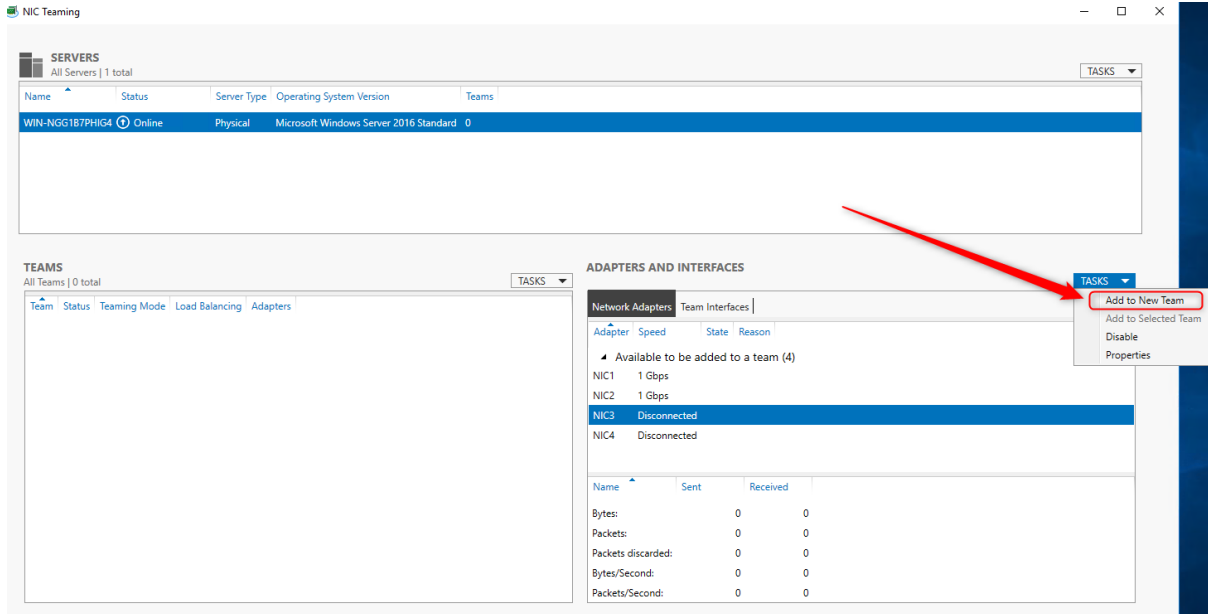 NIC Teaming
SERVERS
All Servers | 1 total
TASKS
Name Status Server Type Operating System Version Teams
WIN-NGG1B7PHIG4 Online Physical Microsoft Windows Server 2016 Standard 0
TEAMS
All Teams | 0 total
TASKS
Team Status Teaming Mode Load Balancing Adapters
ADAPTERS AND INTERFACES
TASKS
Add to New Team
Add to Selected Team
Disable
Properties
Network Adapters Team Interfaces
Adapter Speed State Reason
Available to be added to a team (4)
NIC1 1 Gbps
NIC2 1 Gbps
NIC3 Disconnected
NIC4 Disconnected
Name Sent Received
Bytes: 0 0
Packets: 0 0
Packets discarded: 0 0
Bytes/Second: 0 0
Packets/Second: 0 0